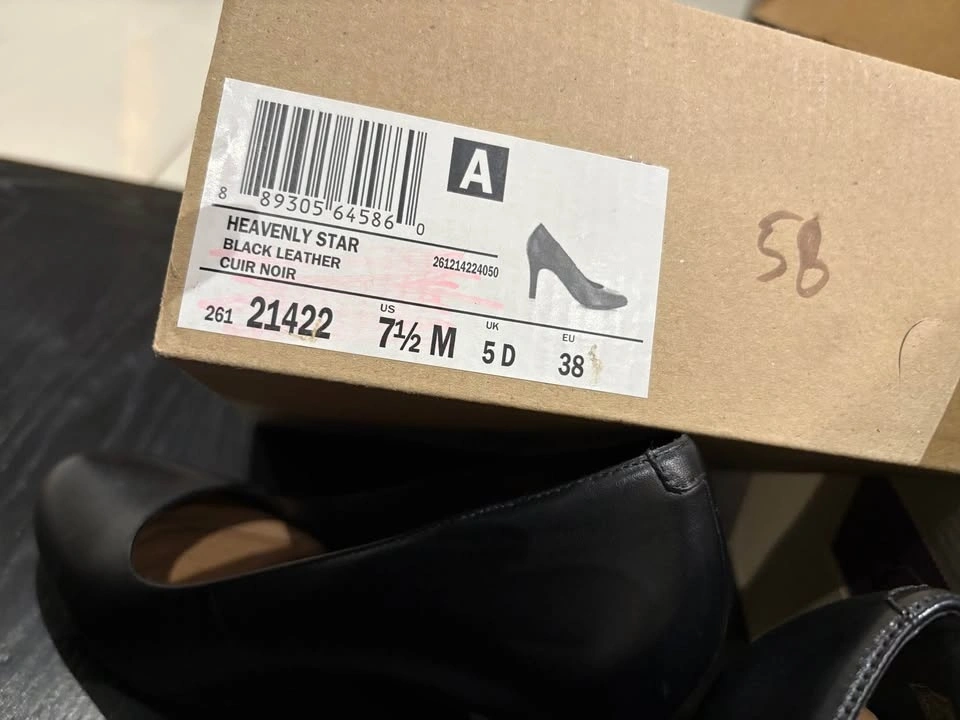 A
8 89305 64586 0
HEAVENLY STAR
BLACK LEATHER
CUIR NOIR
261214224050
261 21422
US 7½ M
UK 5 D
EU 38
58